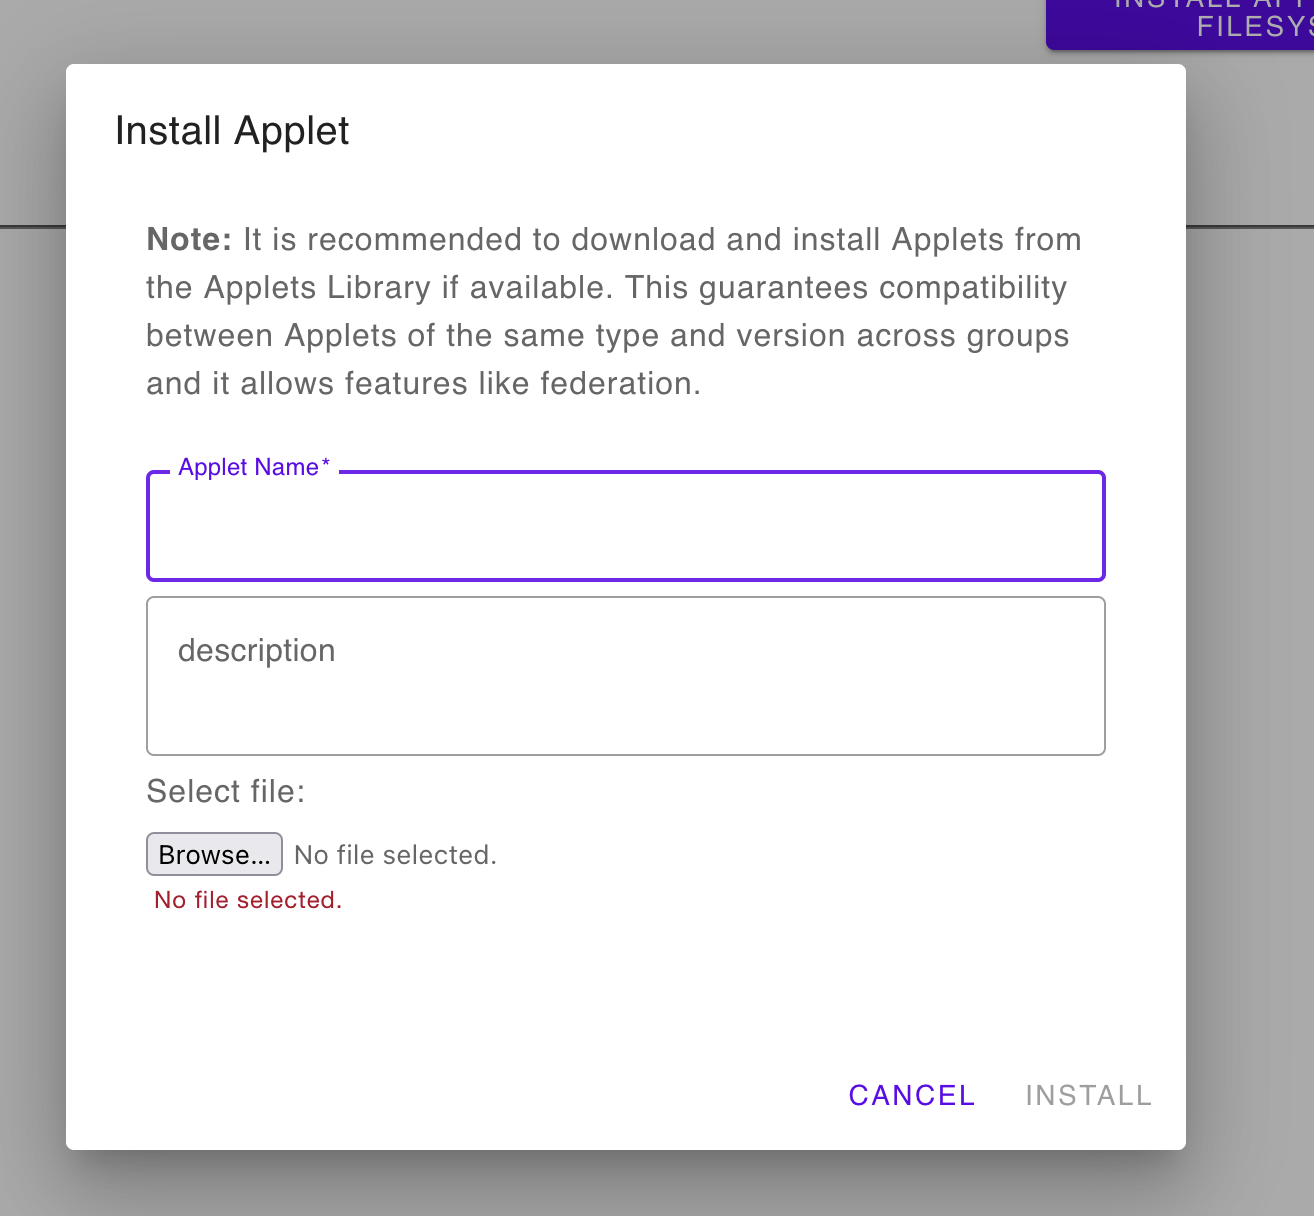 FILESYS
Install Applet
Note: It is recommended to download and install Applets from
the Applets Library if available. This guarantees compatibility
between Applets of the same type and version across groups
and it allows features like federation.
Applet Name*
description
Select file:
Browse... No file selected.
No file selected.
CANCEL INSTALL